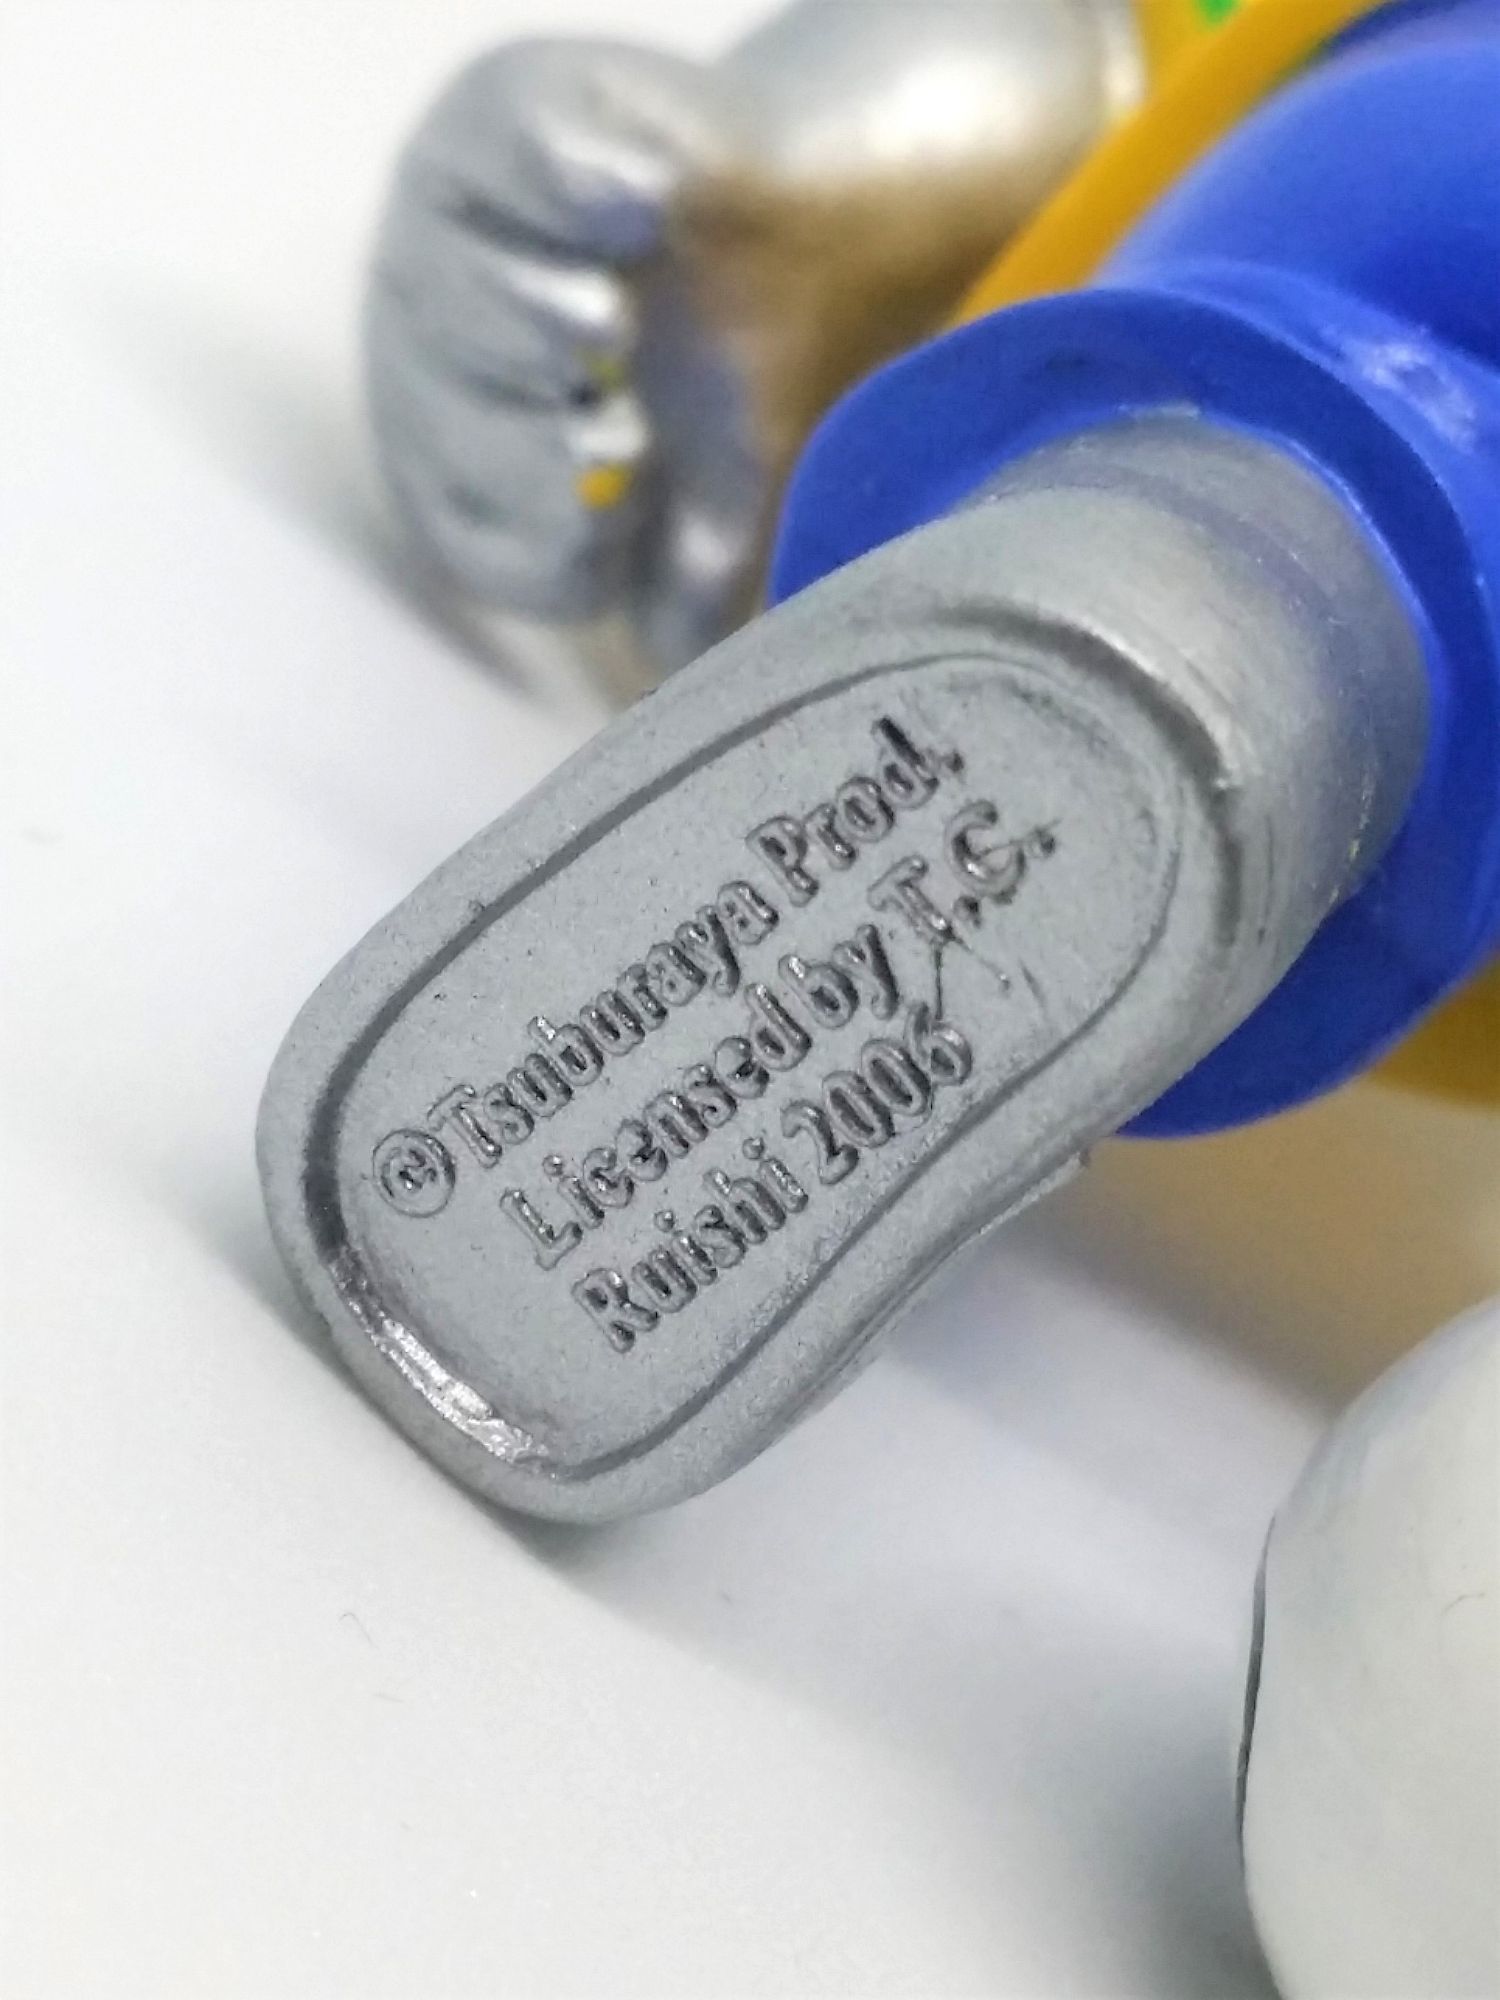 ©Tsuburaya Prod.
Licensed by T.C.
Ruishi 2006